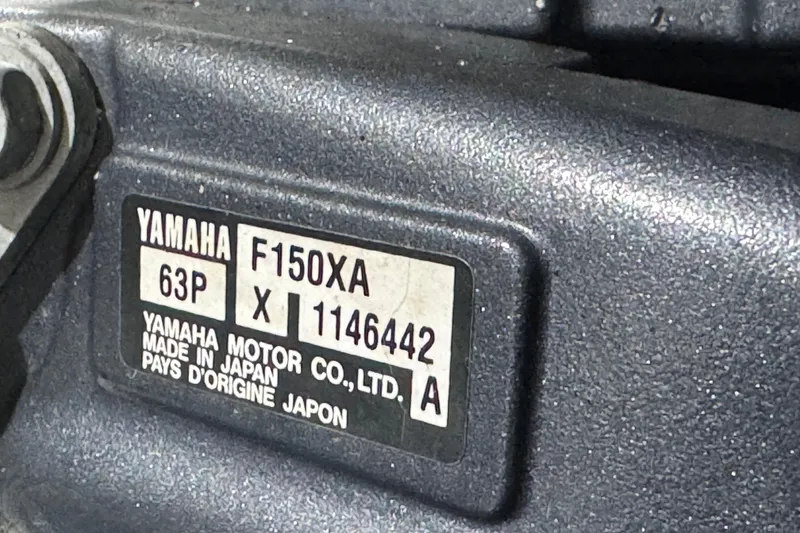 YAMAHA F150XA
63P X 1146442
YAMAHA MOTOR CO.,LTD. A
MADE IN JAPAN
PAYS D'ORIGINE JAPON